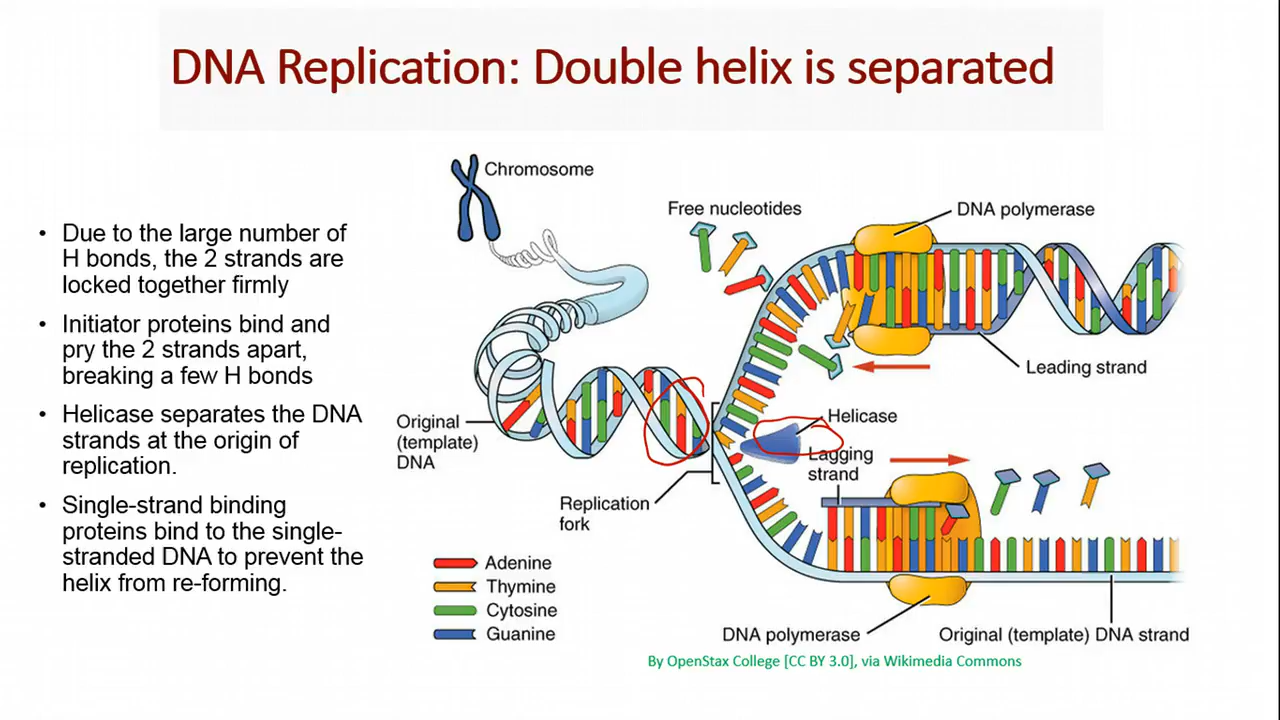 DNA Replication: Double helix is separated
• Due to the large number of
H bonds, the 2 strands are
locked together firmly
• Initiator proteins bind and
pry the 2 strands apart,
breaking a few H bonds
• Helicase separates the DNA
strands at the origin of
replication.
• Single-strand binding
proteins bind to the single-
stranded DNA to prevent the
helix from re-forming.
Chromosome
Free nucleotides
DNA polymerase
Leading strand
Original
(template)
DNA
Helicase
Lagging
strand
Replication
fork
Adenine
Thymine
Cytosine
Guanine
DNA polymerase
Original (template) DNA strand
By OpenStax College [CC BY 3.0], via Wikimedia Commons